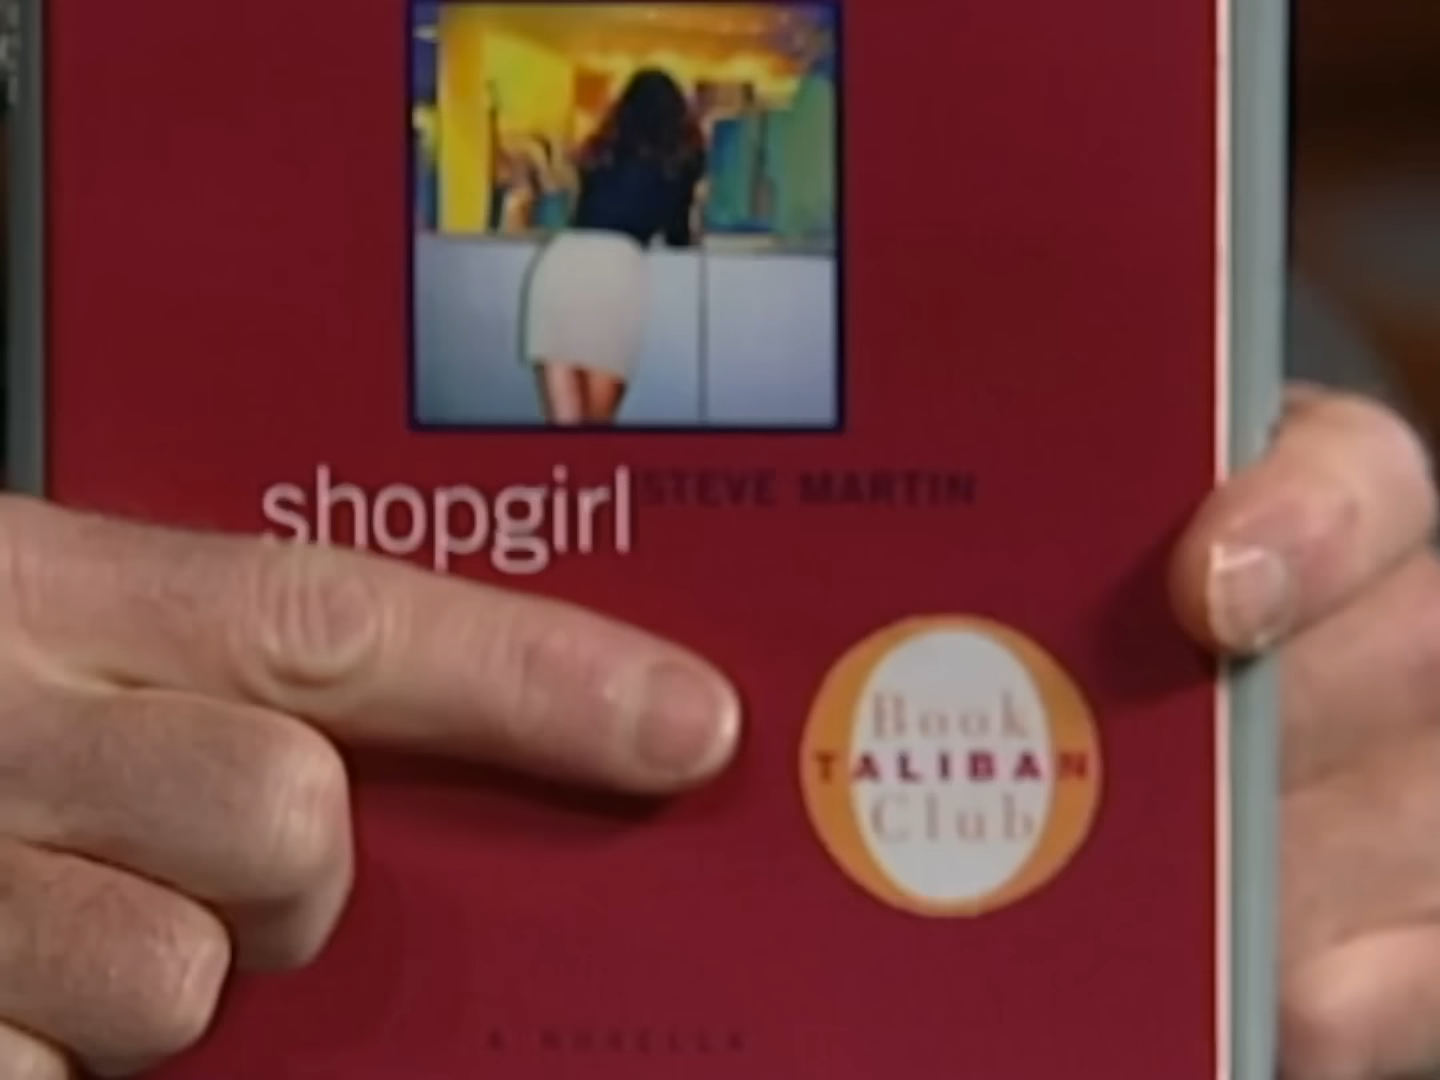 shopgirl STEVE MARTIN
Book
TALIBAN
Club
A NOVELLA